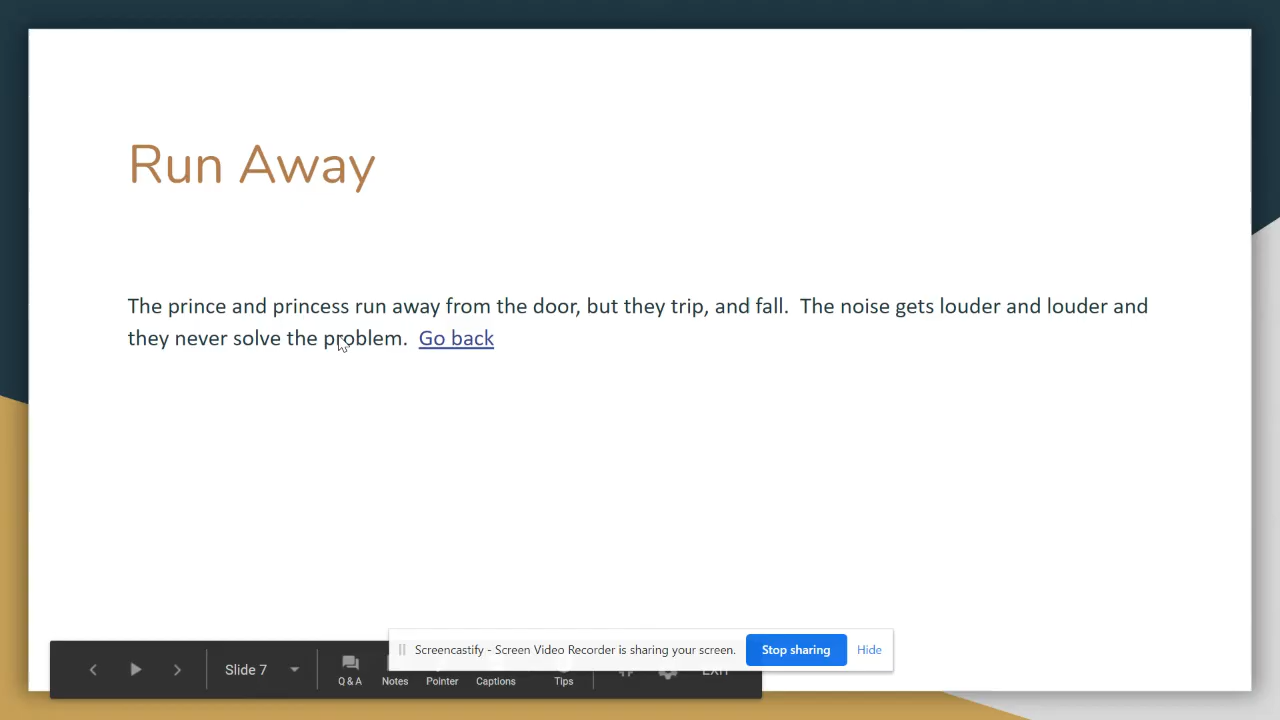 Run Away
The prince and princess run away from the door, but they trip, and fall.  The noise gets louder and louder and
they never solve the problem.  Go back
Screencastify - Screen Video Recorder is sharing your screen.
Stop sharing
Hide
Slide 7
Q & A
Notes
Pointer
Captions
Tips
EXIT